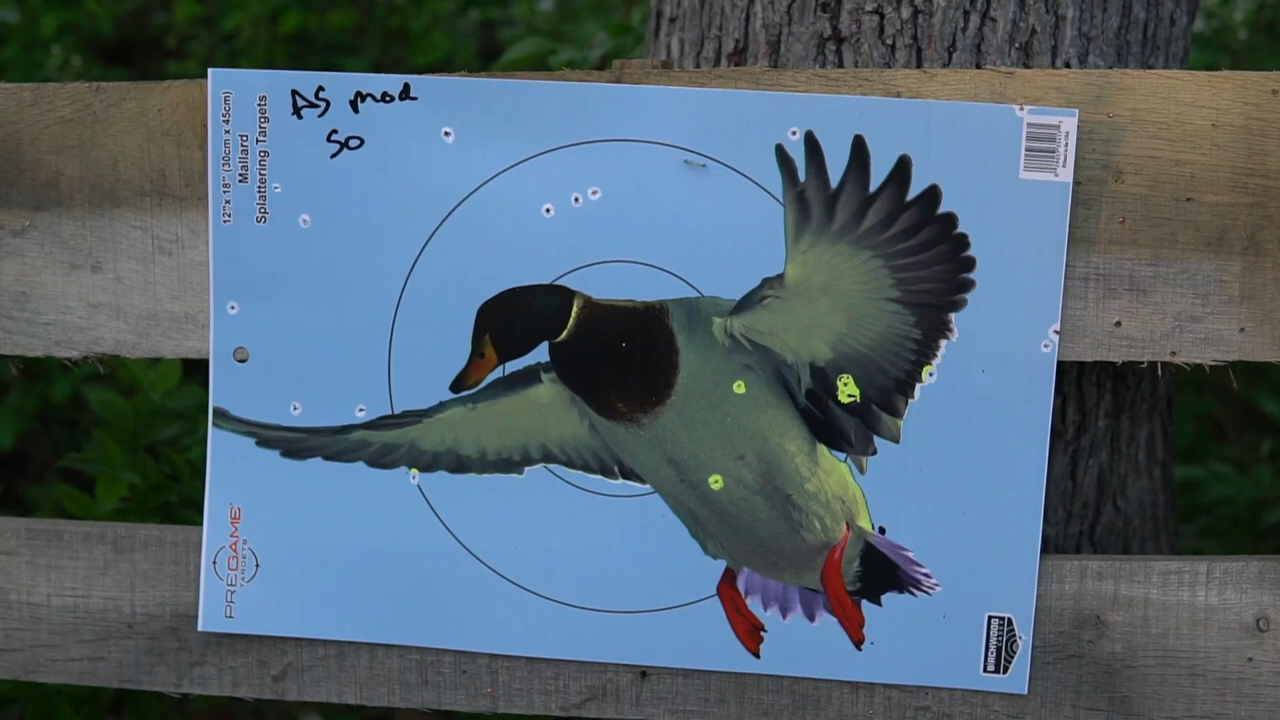 AS mod
50
12"x 18" (30cm x 45cm)
Mallard
Splattering Targets
PREGAME
TARGETS
BIRCHWOOD
CASEY